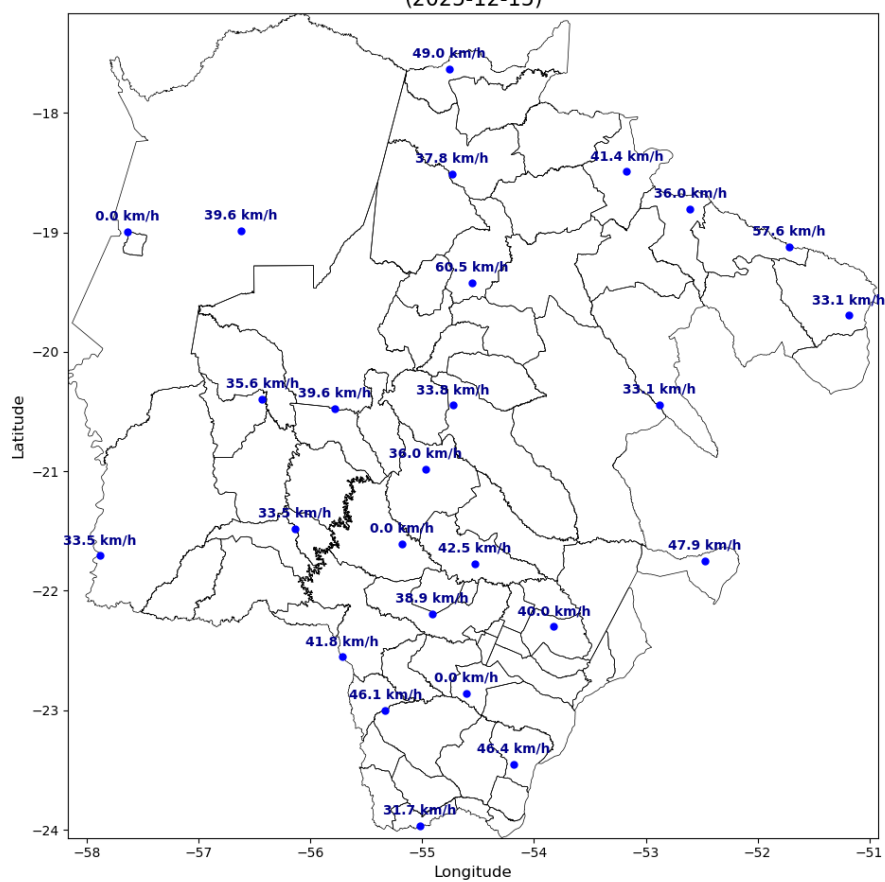 (2025-12-15)
49.0 km/h
37.8 km/h
41.4 km/h
36.0 km/h
0.0 km/h
39.6 km/h
57.6 km/h
60.5 km/h
33.1 km/h
35.6 km/h
39.6 km/h
33.8 km/h
33.1 km/h
36.0 km/h
33.5 km/h
0.0 km/h
33.5 km/h
42.5 km/h
47.9 km/h
38.9 km/h
40.0 km/h
41.8 km/h
0.0 km/h
46.1 km/h
46.4 km/h
31.7 km/h
−18
−19
−20
−21
−22
−23
−24
Latitude
−58
−57
−56
−55
−54
−53
−52
−51
Longitude